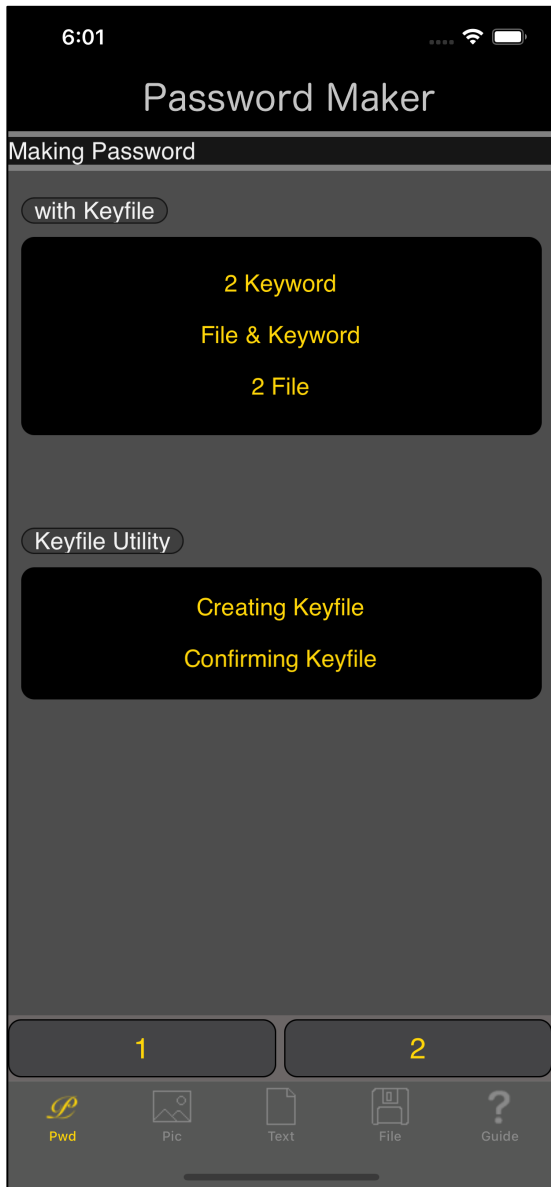 6:01
Password Maker
Making Password
with Keyfile
2 Keyword
File & Keyword
2 File
Keyfile Utility
Creating Keyfile
Confirming Keyfile
1 2
Pwd Pic Text File Guide